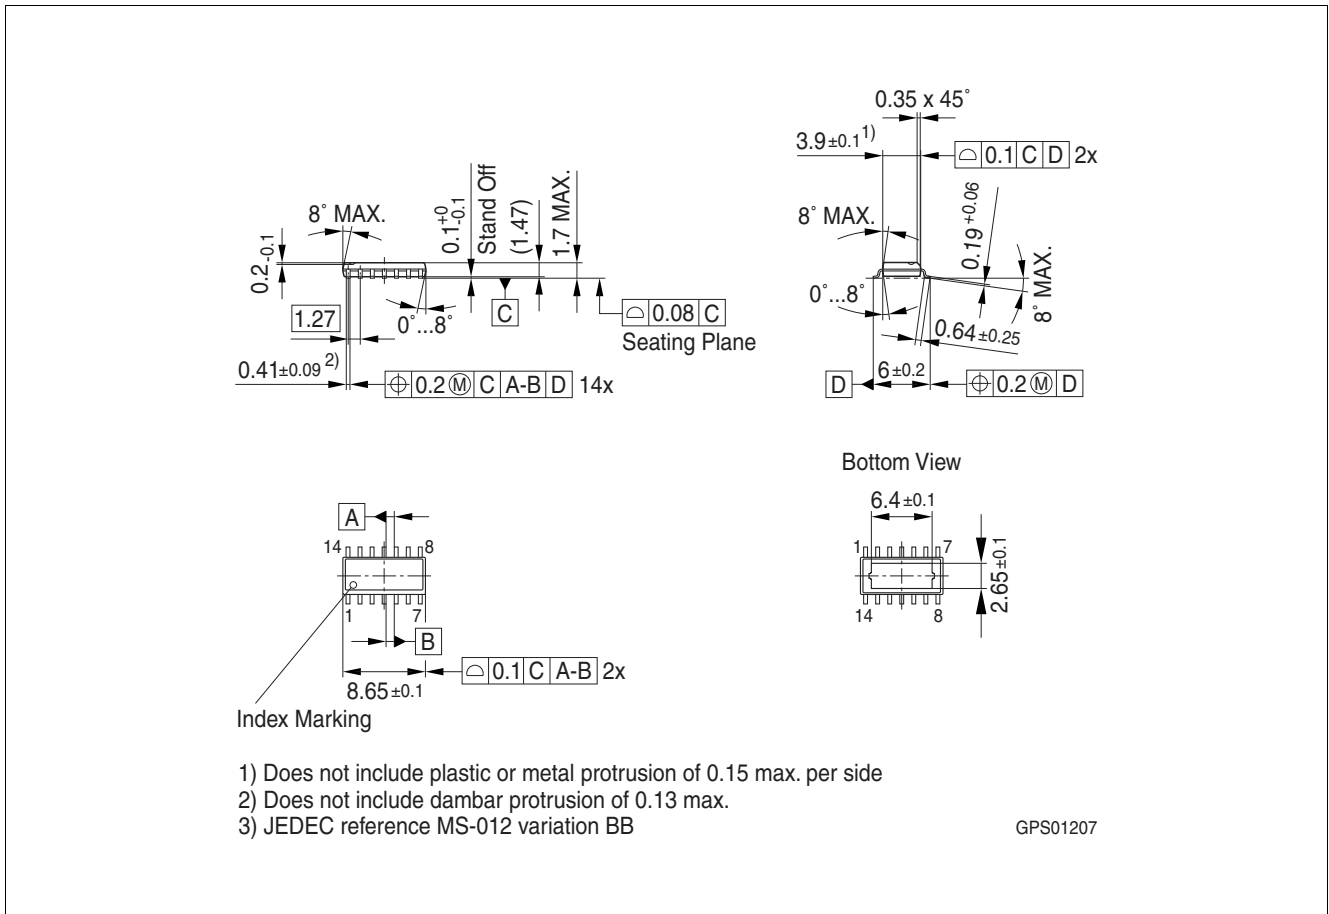 0.35 x 45°
3.9 ±0.1 1)
0.1 C D 2x
8° MAX.
0.19 +0.06
8° MAX.
0°...8°
0.64 ±0.25
D
6 ±0.2
⌖ 0.2 Ⓜ D
8° MAX.
0.1 +0 -0.1
Stand Off
(1.47)
1.7 MAX.
0.2 -0.1
1.27
0°...8°
C
0.08 C
Seating Plane
0.41 ±0.09 2)
⌖ 0.2 Ⓜ C A-B D 14x
A
14 8
1 7
B
0.1 C A-B 2x
8.65 ±0.1
Index Marking
Bottom View
6.4 ±0.1
1 7
2.65 ±0.1
14 8
1) Does not include plastic or metal protrusion of 0.15 max. per side
2) Does not include dambar protrusion of 0.13 max.
3) JEDEC reference MS-012 variation BB
GPS01207